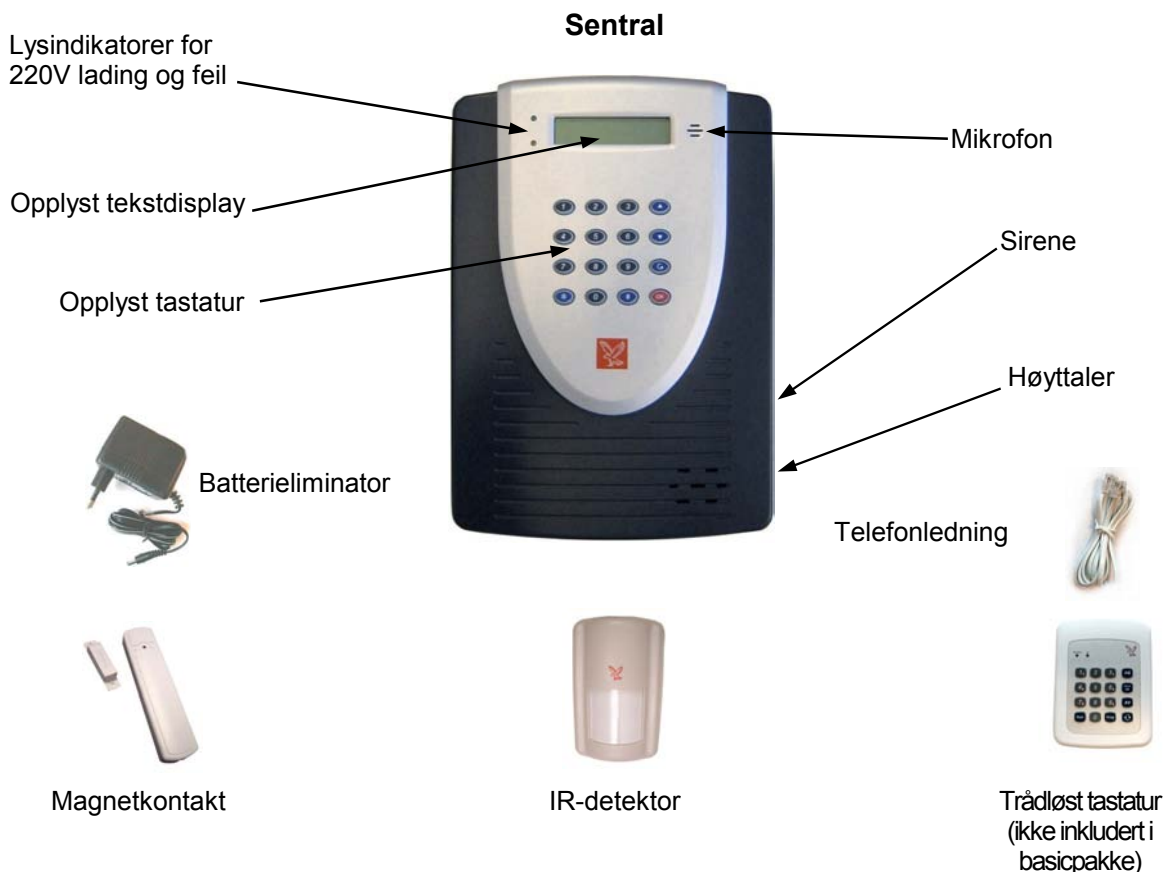 Sentral
Lysindikatorer for
220V lading og feil
Mikrofon
Opplyst tekstdisplay
Sirene
Opplyst tastatur
Høyttaler
Batterieliminator
Telefonledning
Magnetkontakt
IR-detektor
Trådløst tastatur
(ikke inkludert i
basicpakke)